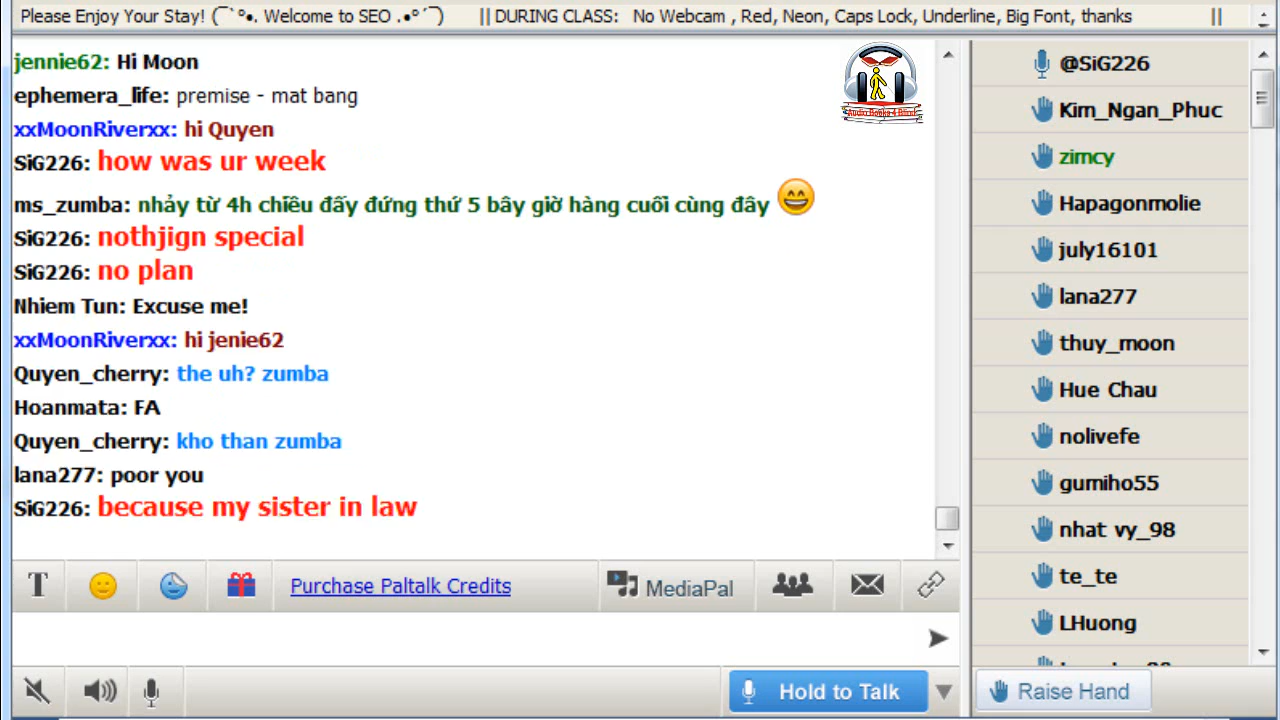 Please Enjoy Your Stay! (¯`°•. Welcome to SEO .•°´¯) || DURING CLASS: No Webcam , Red, Neon, Caps Lock, Underline, Big Font, thanks ||
jennie62: Hi Moon
ephemera_life: premise - mat bang
xxMoonRiverxx: hi Quyen
SiG226: how was ur week
ms_zumba: nhảy từ 4h chiều đấy đứng thứ 5 bây giờ hàng cuối cùng đây
SiG226: nothjign special
SiG226: no plan
Nhiem Tun: Excuse me!
xxMoonRiverxx: hi jenie62
Quyen_cherry: the uh? zumba
Hoanmata: FA
Quyen_cherry: kho than zumba
lana277: poor you
SiG226: because my sister in law
T
Purchase Paltalk Credits
MediaPal
Hold to Talk
@SiG226
Kim_Ngan_Phuc
zimcy
Hapagonmolie
july16101
lana277
thuy_moon
Hue Chau
nolivefe
gumiho55
nhat vy_98
te_te
LHuong
Raise Hand